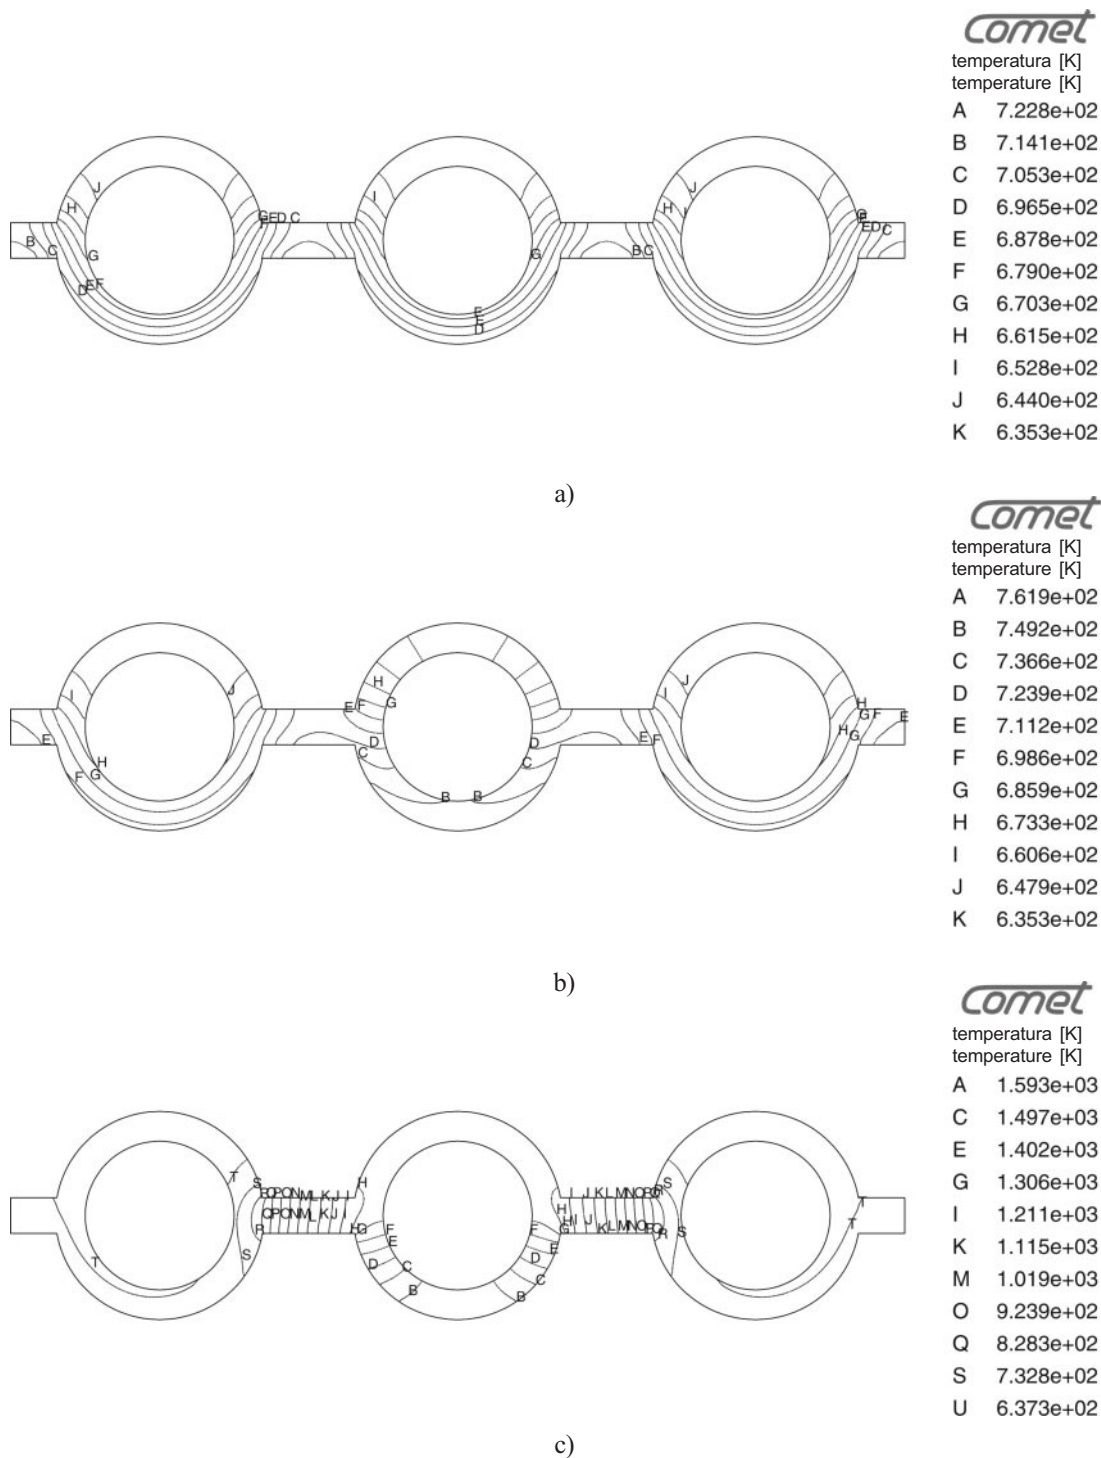 comet
temperatura [K]
temperature [K]
A 7.228e+02
B 7.141e+02
C 7.053e+02
D 6.965e+02
E 6.878e+02
F 6.790e+02
G 6.703e+02
H 6.615e+02
I 6.528e+02
J 6.440e+02
K 6.353e+02
J
H
I
J
H
I
G
E
D
C
F
G
F
E
D
C
B
C
G
G
B
C
D
E
F
E
F
D
a)
comet
temperatura [K]
temperature [K]
A 7.619e+02
B 7.492e+02
C 7.366e+02
D 7.239e+02
E 7.112e+02
F 6.986e+02
G 6.859e+02
H 6.733e+02
I 6.606e+02
J 6.479e+02
K 6.353e+02
I
J
H
I
J
E
F
G
H
G
F
E
E
D
C
D
C
E
F
H
G
H
G
F
B
B
b)
comet
temperatura [K]
temperature [K]
A 1.593e+03
C 1.497e+03
E 1.402e+03
G 1.306e+03
I 1.211e+03
K 1.115e+03
M 1.019e+03
O 9.239e+02
Q 8.283e+02
S 7.328e+02
U 6.373e+02
T
S
R
Q
P
O
N
M
L
K
J
I
H
I
J
K
L
M
N
O
P
Q
R
S
T
Q
P
O
N
M
L
K
J
I
H
T
R
H
G
F
F
G
H
I
J
K
L
M
N
O
P
Q
R
S
T
S
E
D
C
B
E
D
C
B
c)